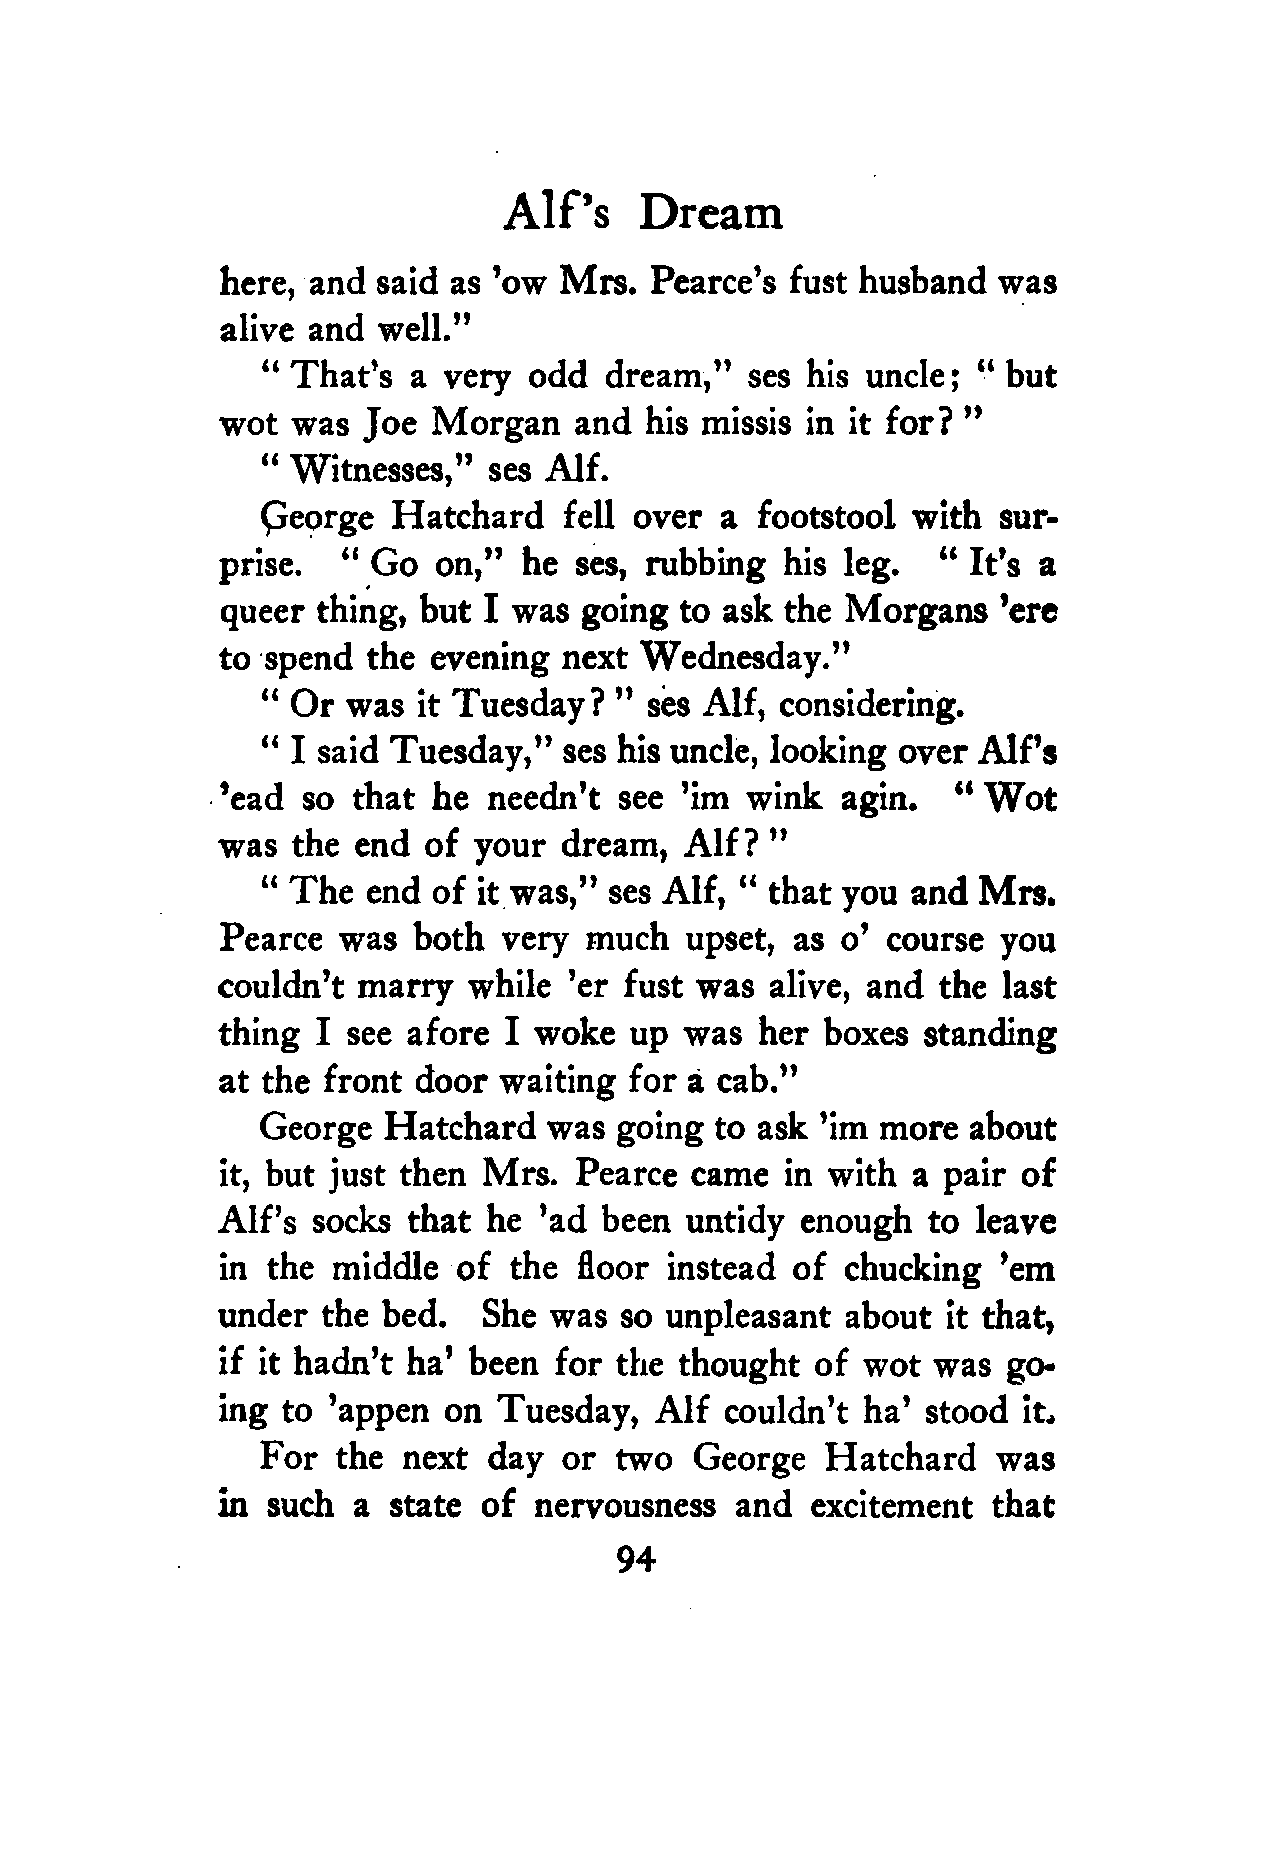 Alf's Dream
here, and said as 'ow Mrs. Pearce's fust husband was
alive and well."
" That's a very odd dream," ses his uncle; " but
wot was Joe Morgan and his missis in it for? "
" Witnesses," ses Alf.
George Hatchard fell over a footstool with sur-
prise. " Go on," he ses, rubbing his leg. " It's a
queer thing, but I was going to ask the Morgans 'ere
to spend the evening next Wednesday."
" Or was it Tuesday? " ses Alf, considering.
" I said Tuesday," ses his uncle, looking over Alf's
'ead so that he needn't see 'im wink agin. " Wot
was the end of your dream, Alf? "
" The end of it was," ses Alf, " that you and Mrs.
Pearce was both very much upset, as o' course you
couldn't marry while 'er fust was alive, and the last
thing I see afore I woke up was her boxes standing
at the front door waiting for a cab."
George Hatchard was going to ask 'im more about
it, but just then Mrs. Pearce came in with a pair of
Alf's socks that he 'ad been untidy enough to leave
in the middle of the floor instead of chucking 'em
under the bed. She was so unpleasant about it that,
if it hadn't ha' been for the thought of wot was go-
ing to 'appen on Tuesday, Alf couldn't ha' stood it.
For the next day or two George Hatchard was
in such a state of nervousness and excitement that
94